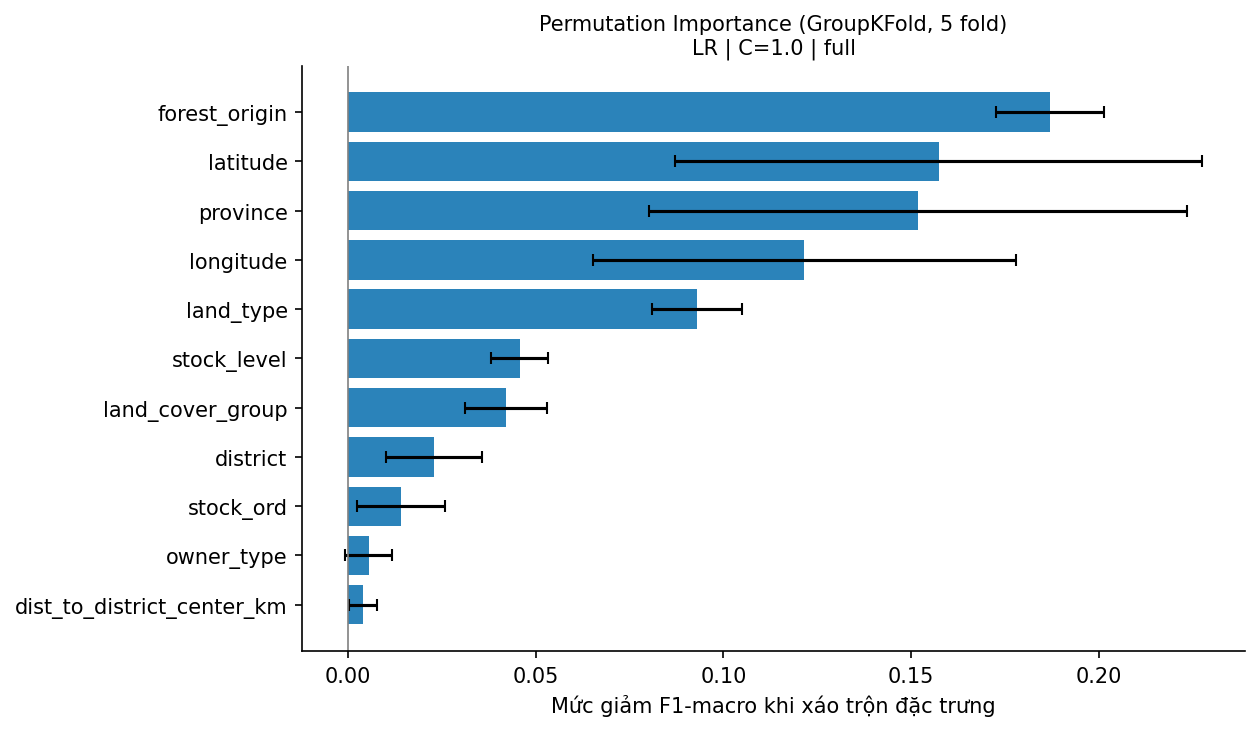 Permutation Importance (GroupKFold, 5 fold)
LR | C=1.0 | full
forest_origin
latitude
province
longitude
land_type
stock_level
land_cover_group
district
stock_ord
owner_type
dist_to_district_center_km
0.00 0.05 0.10 0.15 0.20
Mức giảm F1-macro khi xáo trộn đặc trưng